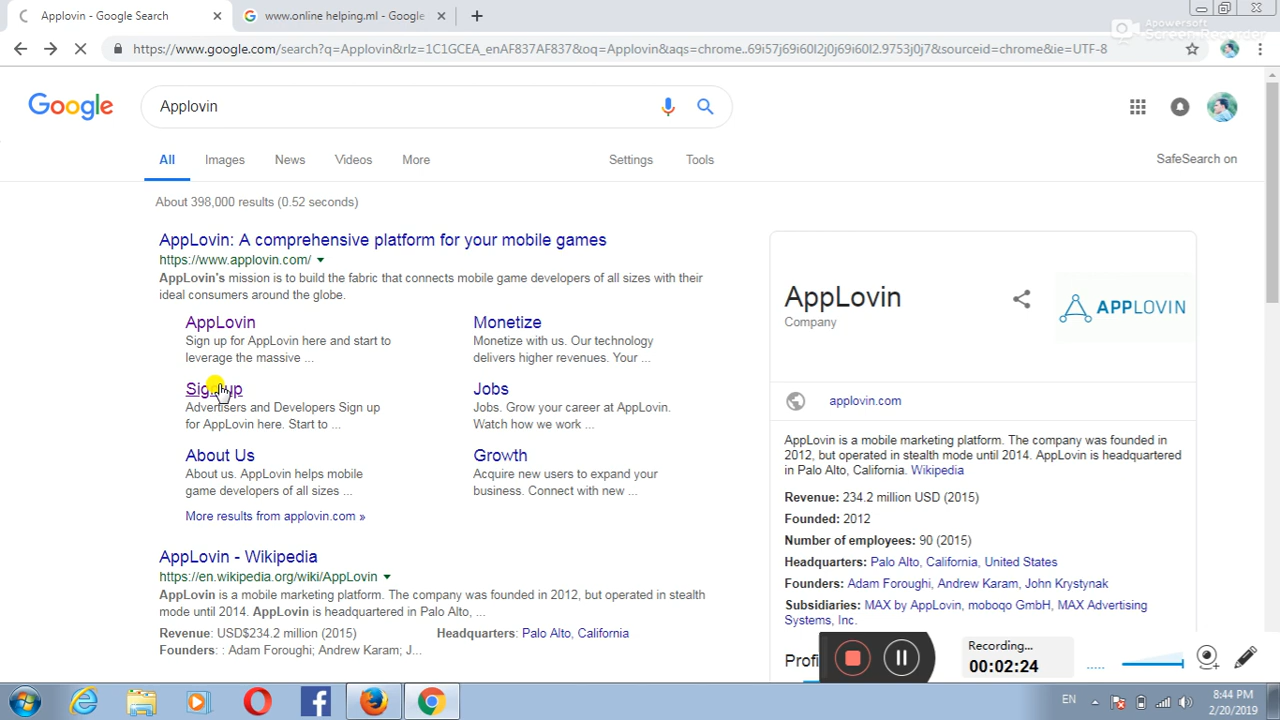 Applovin - Google Search
www.online helping.ml - Google
Apowersoft
Screen Recorder
https://www.google.com/search?q=Applovin&rlz=1C1GCEA_enAF837AF837&oq=Applovin&aqs=chrome..69i57j69i60l2j0j69i60l2.9753j0j7&sourceid=chrome&ie=UTF-8
Google
Applovin
All Images News Videos More Settings Tools
SafeSearch on
About 398,000 results (0.52 seconds)
AppLovin: A comprehensive platform for your mobile games
https://www.applovin.com/
AppLovin's mission is to build the fabric that connects mobile game developers of all sizes with their
ideal consumers around the globe.
AppLovin
Sign up for AppLovin here and start to
leverage the massive ...
Monetize
Monetize with us. Our technology
delivers higher revenues. Your ...
Sign up
Advertisers and Developers Sign up
for AppLovin here. Start to ...
Jobs
Jobs. Grow your career at AppLovin.
Watch how we work ...
About Us
About us. AppLovin helps mobile
game developers of all sizes ...
Growth
Acquire new users to expand your
business. Connect with new ...
More results from applovin.com »
AppLovin - Wikipedia
https://en.wikipedia.org/wiki/AppLovin
AppLovin is a mobile marketing platform. The company was founded in 2012, but operated in stealth
mode until 2014. AppLovin is headquartered in Palo Alto, ...
Revenue: USD$234.2 million (2015) Headquarters: Palo Alto, California
Founders: : Adam Foroughi; Andrew Karam; J...
AppLovin
Company
APPLOVIN
applovin.com
AppLovin is a mobile marketing platform. The company was founded in
2012, but operated in stealth mode until 2014. AppLovin is headquartered
in Palo Alto, California. Wikipedia
Revenue: 234.2 million USD (2015)
Founded: 2012
Number of employees: 90 (2015)
Headquarters: Palo Alto, California, United States
Founders: Adam Foroughi, Andrew Karam, John Krystynak
Subsidiaries: MAX by AppLovin, moboqo GmbH, MAX Advertising
Systems, Inc.
Profi
Recording...
00:02:24
EN
8:44 PM
2/20/2019